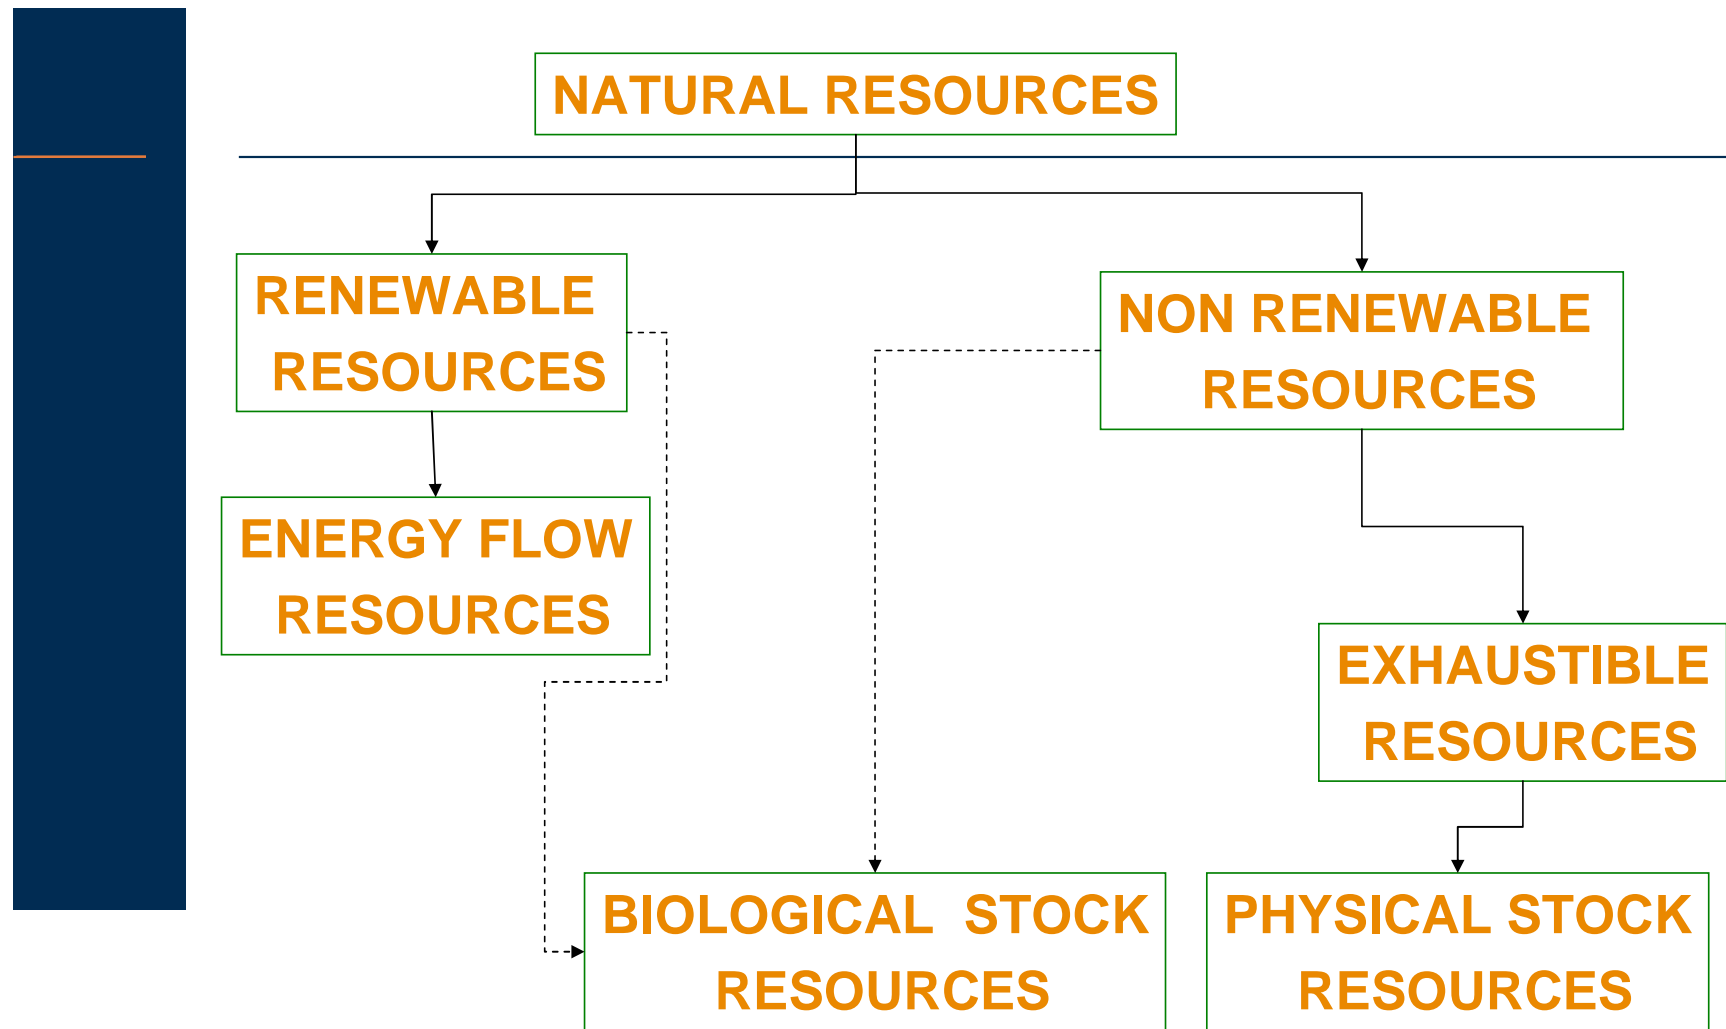 NATURAL RESOURCES
RENEWABLE
RESOURCES
NON RENEWABLE
RESOURCES
ENERGY FLOW
RESOURCES
EXHAUSTIBLE
RESOURCES
BIOLOGICAL STOCK
RESOURCES
PHYSICAL STOCK
RESOURCES